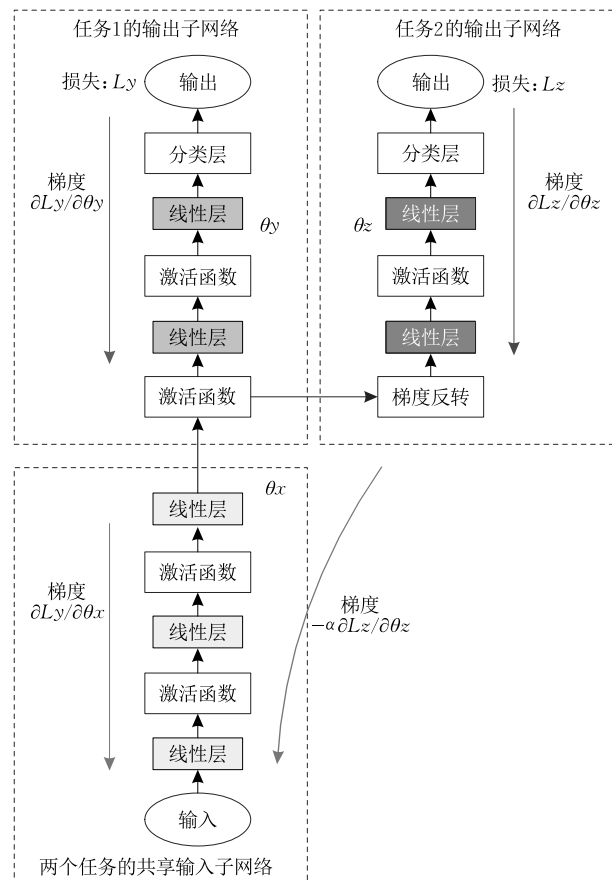 任务1的输出子网络
损失：Ly
输出
分类层
梯度
∂Ly/∂θy
线性层
θy
激活函数
线性层
激活函数
任务2的输出子网络
输出
损失：Lz
分类层
梯度
∂Lz/∂θz
θz
线性层
激活函数
线性层
梯度反转
θx
线性层
激活函数
梯度
∂Ly/∂θx
线性层
激活函数
线性层
输入
梯度
-α∂Lz/∂θz
两个任务的共享输入子网络